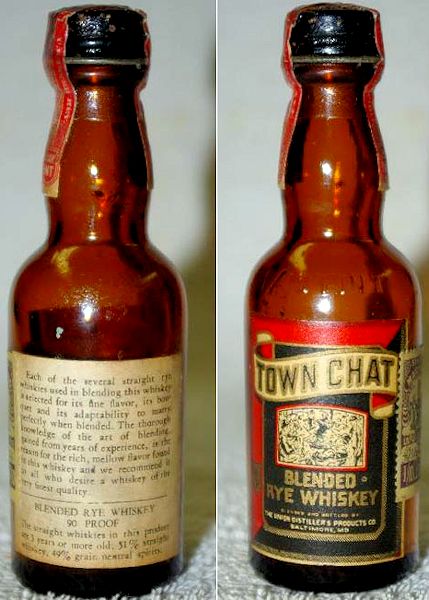 Each of the several straight rye
whiskies used in blending this whiskey
is selected for its fine flavor, its bou-
quet and its adaptability to marry
perfectly when blended. The thorough
knowledge of the art of blending,
gained from years of experience, is the
reason for the rich, mellow flavor found
in this whiskey and we recommend it
to all who desire a whiskey of the
very finest quality.
BLENDED RYE WHISKEY
90 PROOF
The straight whiskies in this product
are 3 years or more old. 51% straight
whiskey, 49% grain neutral spirits.
TOWN CHAT
BLENDED
RYE WHISKEY
BLENDED AND BOTTLED BY
THE UNION DISTILLER'S PRODUCTS CO.
BALTIMORE, MD.